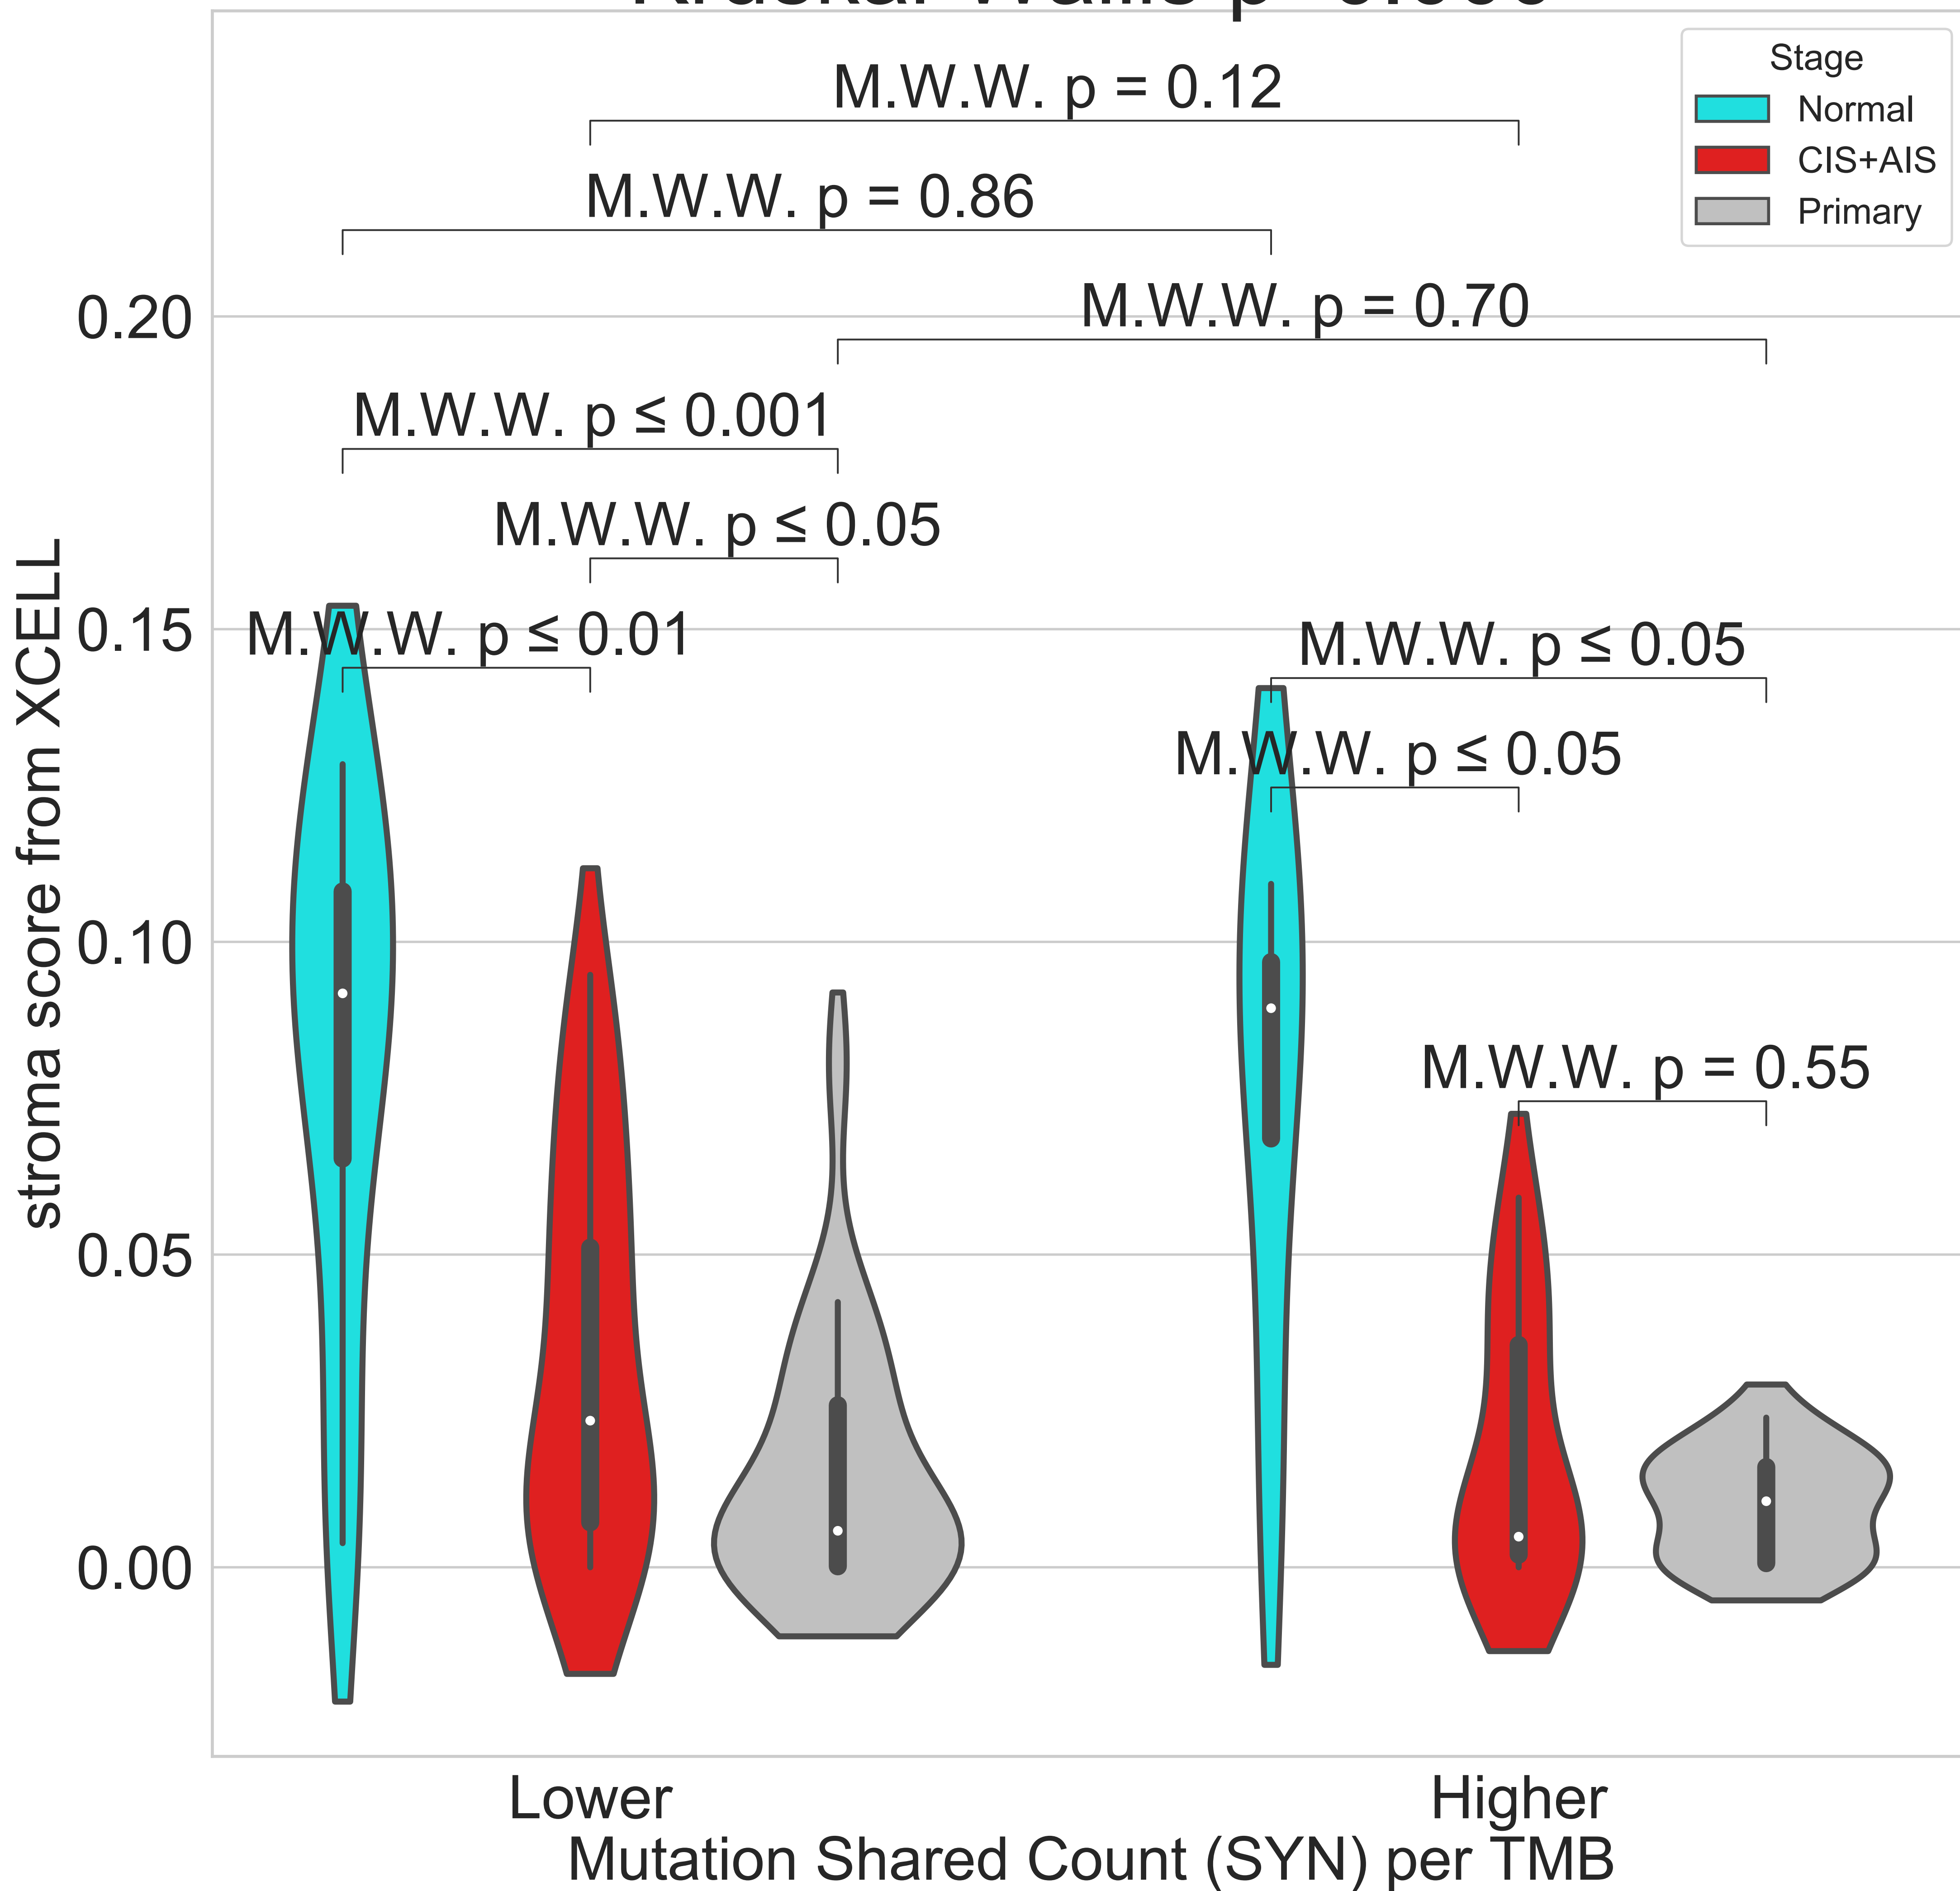 M.W.W. p = 0.12
Stage
Normal
CIS+AIS
Primary
M.W.W. p = 0.86
M.W.W. p = 0.70
0.20
M.W.W. p ≤ 0.001
M.W.W. p ≤ 0.05
M.W.W. p ≤ 0.01
M.W.W. p ≤ 0.05
0.15
M.W.W. p ≤ 0.05
0.10
M.W.W. p = 0.55
0.05
0.00
stroma score from XCELL
Lower
Higher
Mutation Shared Count (SYN) per TMB